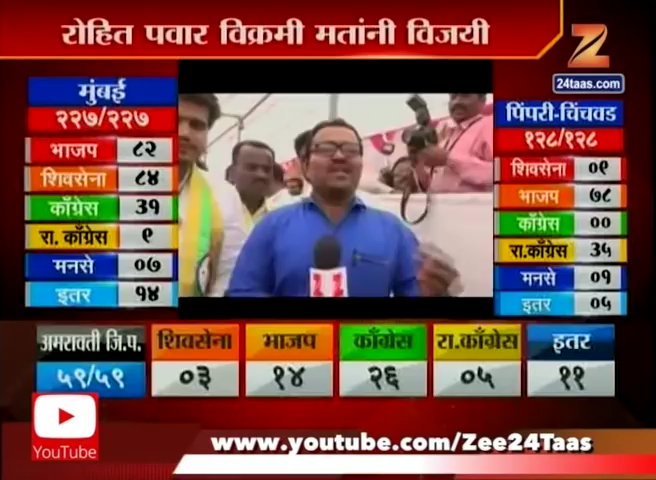 रोहित पवार विक्रमी मतांनी विजयी
Z
24taas.com
मुंबई
२२७/२२७
भाजप ८२
शिवसेना ८४
काँग्रेस ३१
रा. काँग्रेस ९
मनसे ०७
इतर १४
पिंपरी-चिंचवड
१२८/१२८
शिवसेना ०९
भाजप ७८
काँग्रेस ००
रा.काँग्रेस ३५
मनसे ०१
इतर ०५
अमरावती जि.प. शिवसेना भाजप काँग्रेस रा.काँग्रेस इतर
५९/५९ ०३ १४ २६ ०५ ११
YouTube
www.youtube.com/Zee24Taas